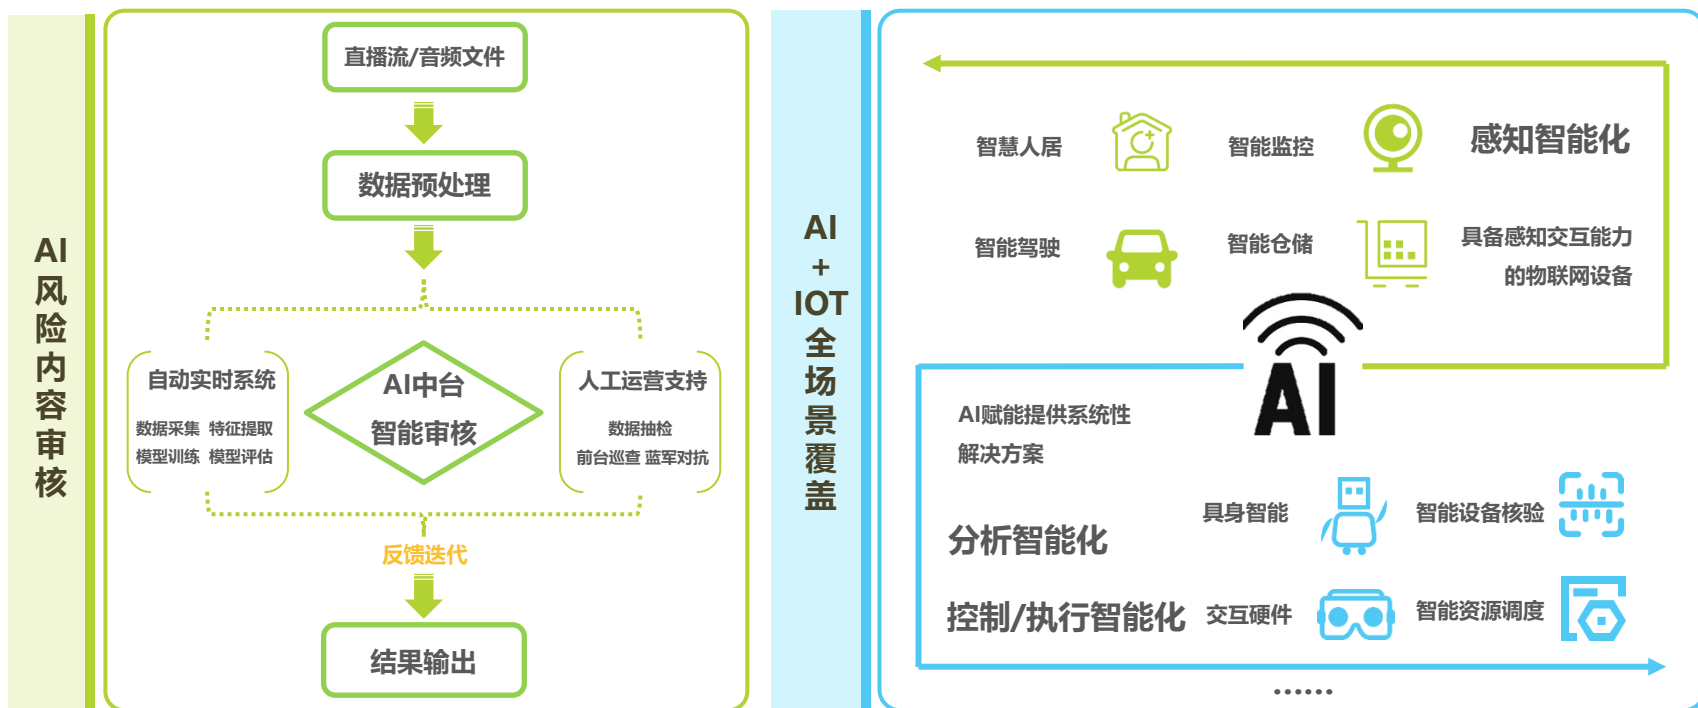 AI
风
险
内
容
审
核
直播流/音频文件
数据预处理
自动实时系统
数据采集 特征提取
模型训练 模型评估
AI中台
智能审核
人工运营支持
数据抽检
前台巡查 蓝军对抗
反馈迭代
结果输出
AI
+
IOT
全
场
景
覆
盖
智慧人居
智能监控
感知智能化
智能驾驶
智能仓储
具备感知交互能力
的物联网设备
AI
AI赋能提供系统性
解决方案
具身智能
智能设备核验
分析智能化
控制/执行智能化
交互硬件
智能资源调度
......